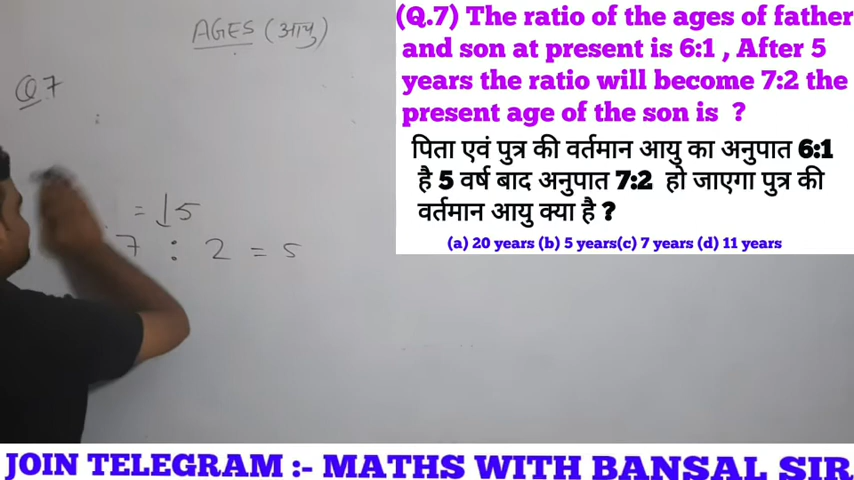 AGES (आयु)
Q7
= 15
7 : 2 = 5
(Q.7) The ratio of the ages of father
and son at present is 6:1 , After 5
years the ratio will become 7:2 the
present age of the son is ?
पिता एवं पुत्र की वर्तमान आयु का अनुपात 6:1
है 5 वर्ष बाद अनुपात 7:2 हो जाएगा पुत्र की
वर्तमान आयु क्या है ?
(a) 20 years (b) 5 years(c) 7 years (d) 11 years
JOIN TELEGRAM :- MATHS WITH BANSAL SIR